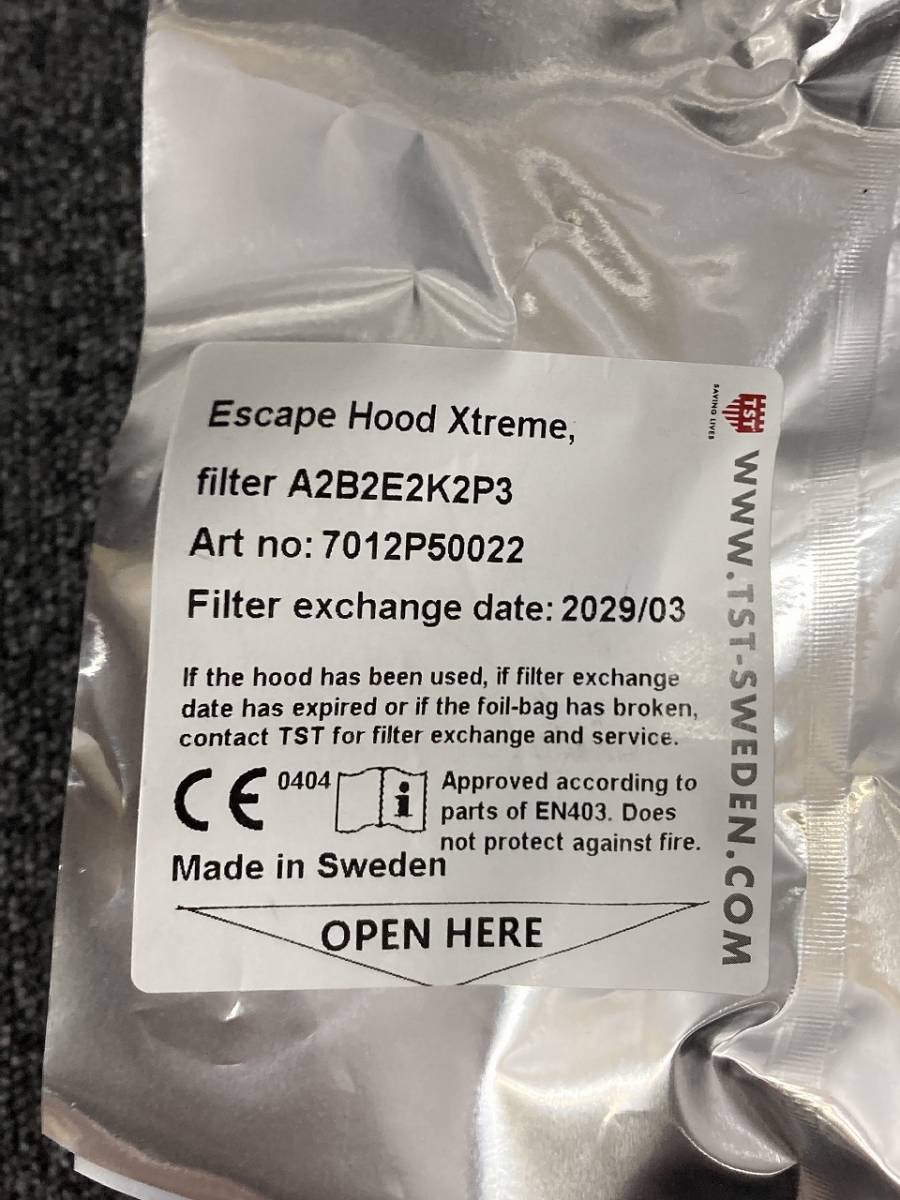 Escape Hood Xtreme,
filter A2B2E2K2P3
Art no: 7012P50022
Filter exchange date: 2029/03
If the hood has been used, if filter exchange
date has expired or if the foil-bag has broken,
contact TST for filter exchange and service.
CE 0404
i
Approved according to
parts of EN403. Does
not protect against fire.
Made in Sweden
OPEN HERE
TST
SAVING LIVES
WWW.TST-SWEDEN.COM